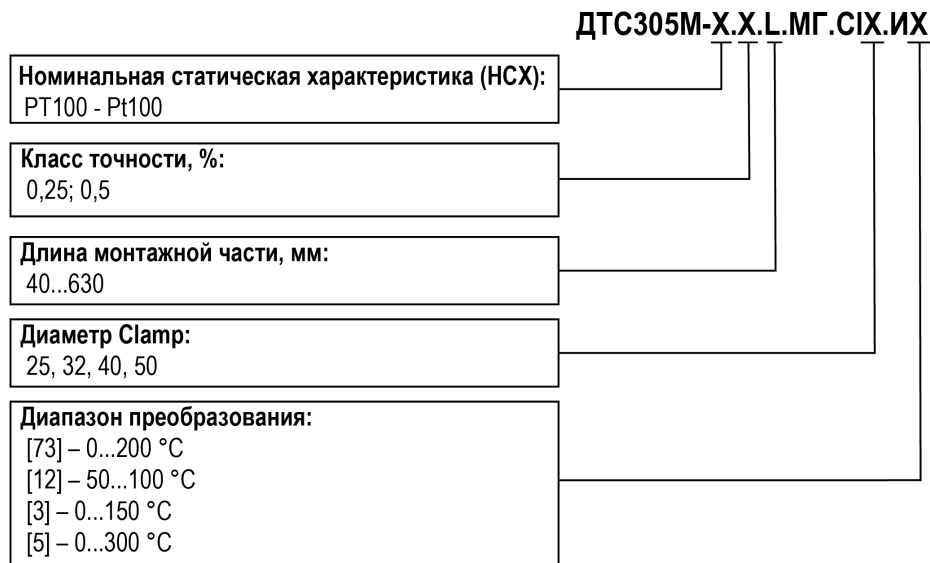 ДТС305М-Х.Х.L.МГ.СІХ.ИХ
Номинальная статическая характеристика (НСХ):
PT100 - Pt100
Класс точности, %:
0,25; 0,5
Длина монтажной части, мм:
40...630
Диаметр Clamp:
25, 32, 40, 50
Диапазон преобразования:
[73] – 0...200 °C
[12] – 50...100 °C
[3] – 0...150 °C
[5] – 0...300 °C